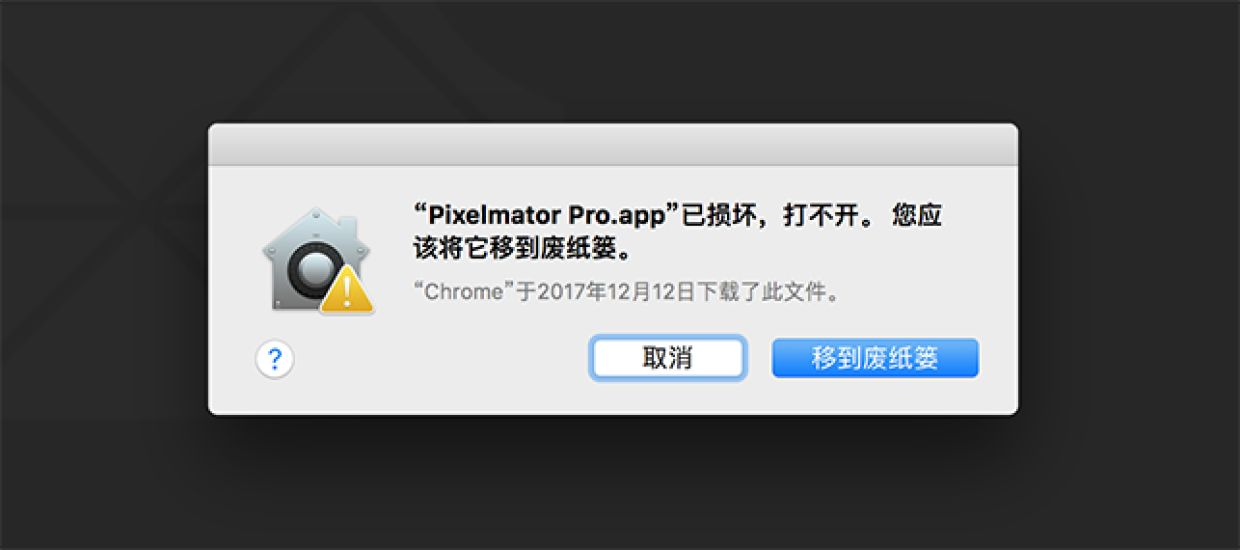 “Pixelmator Pro.app”已损坏，打不开。 您应
该将它移到废纸篓。
“Chrome”于2017年12月12日下载了此文件。
?
取消
移到废纸篓